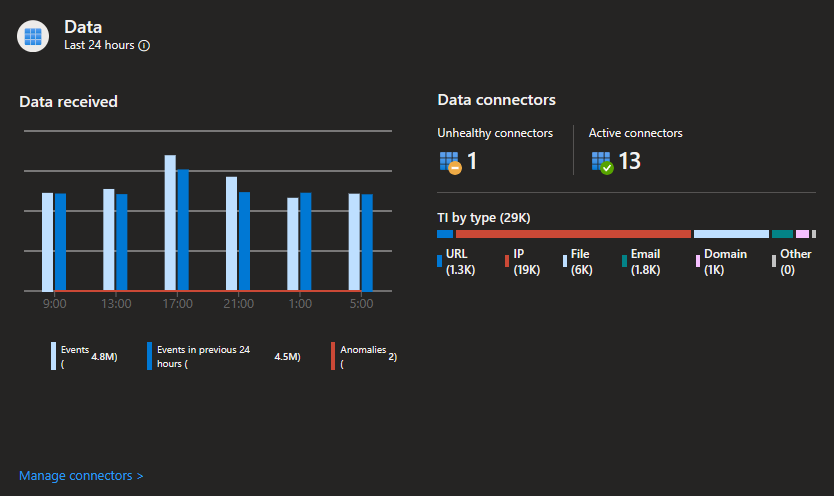 Data
Last 24 hours
Data received
9:00 13:00 17:00 21:00 1:00 5:00
Events ( 4.8M)
Events in previous 24 hours ( 4.5M)
Anomalies ( 2)
Manage connectors >
Data connectors
Unhealthy connectors
1
Active connectors
13
TI by type (29K)
URL (1.3K)
IP (19K)
File (6K)
Email (1.8K)
Domain (1K)
Other (0)